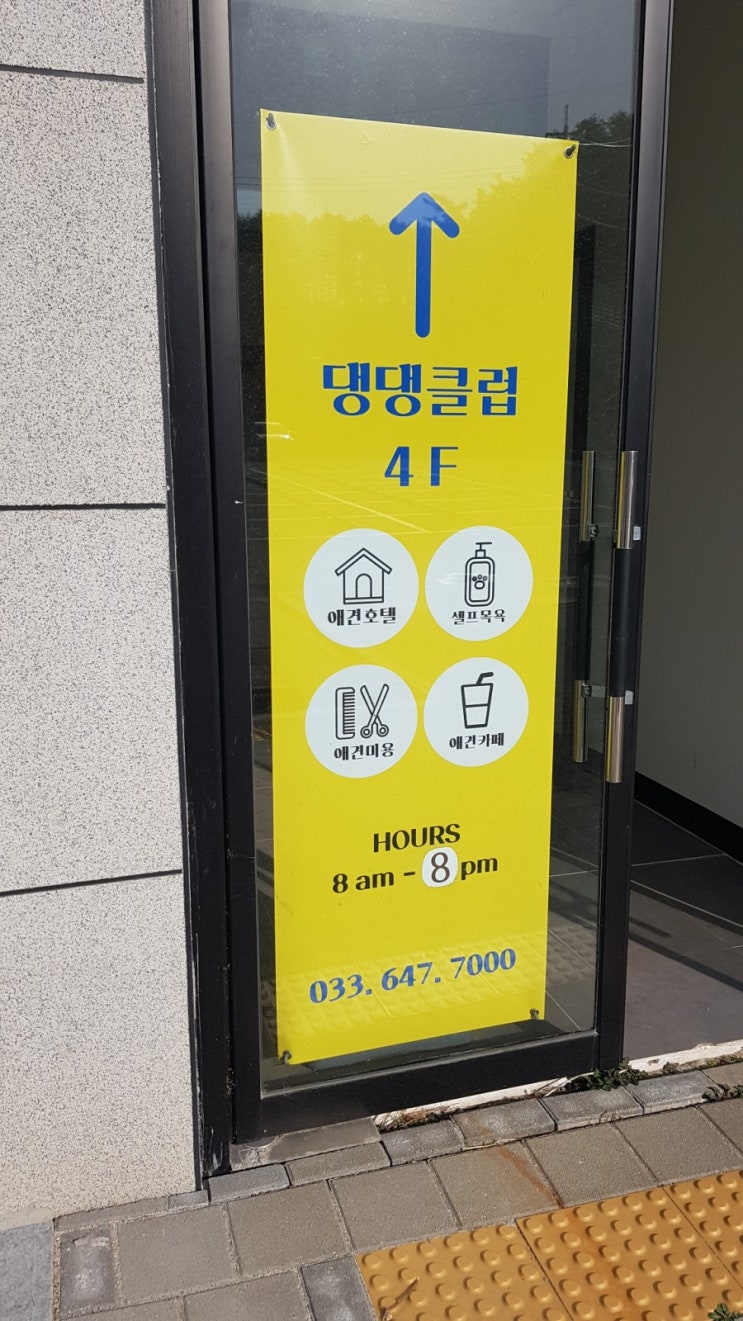 댕댕클럽
4F
애견호텔
셀프목욕
애견미용
애견카페
HOURS
8 am - 8 pm
033. 647. 7000